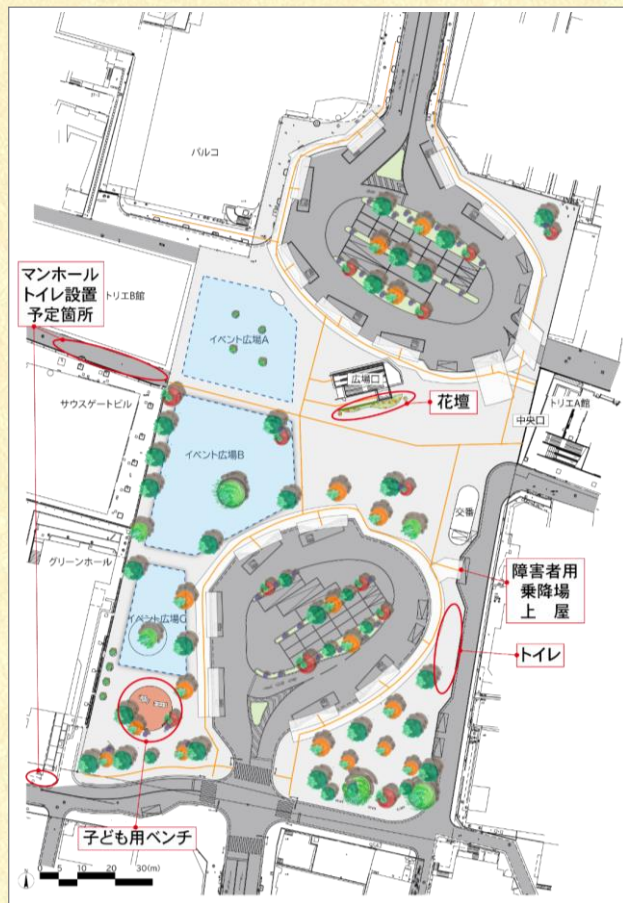 パルコ
マンホール
トイレ設置
予定箇所
トリエB館
イベント広場A
サウスゲートビル
広場口
花壇
トリエA館
中央口
イベント広場B
交番
グリーンホール
障害者用
乗降場
上 屋
イベント広場C
トイレ
子ども用ベンチ
0 5 10 20 30(m)